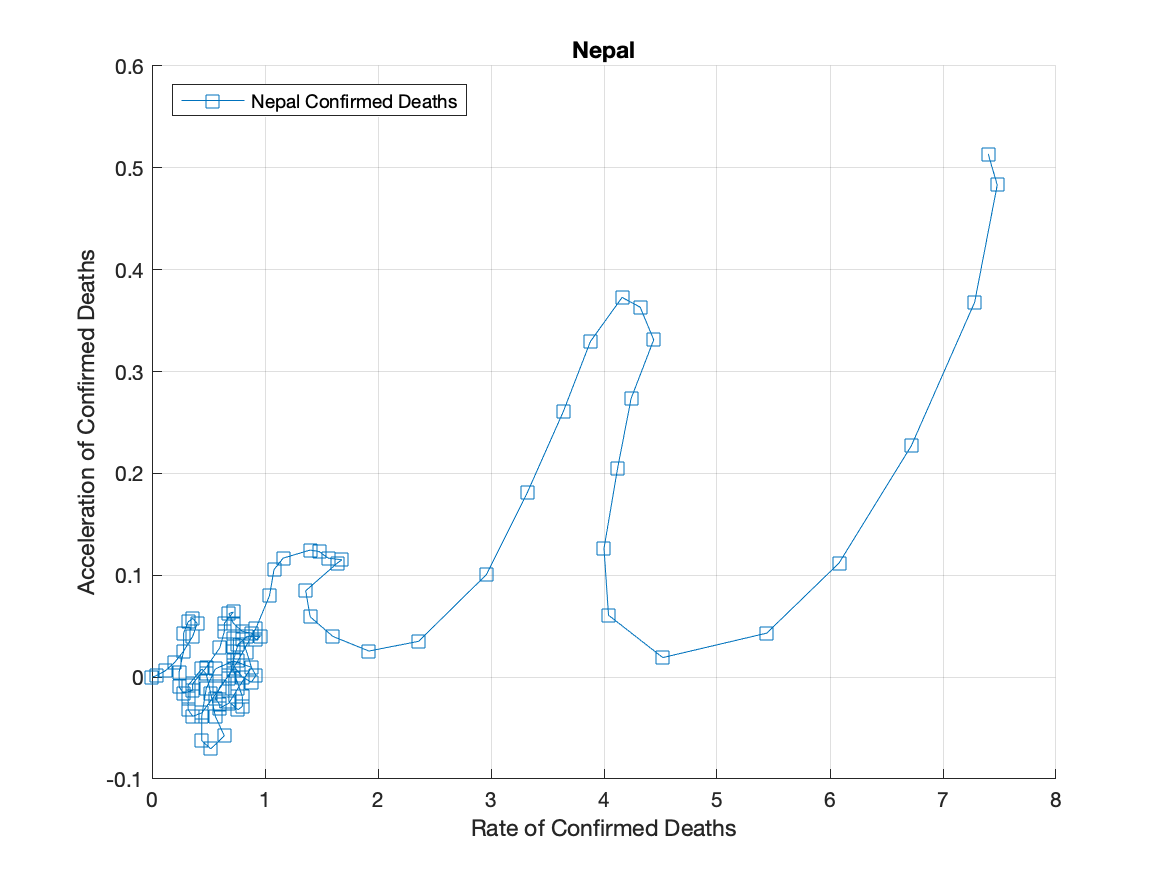 Nepal
Nepal Confirmed Deaths
0.6
0.5
0.4
0.3
0.2
0.1
0
-0.1
Acceleration of Confirmed Deaths
0 1 2 3 4 5 6 7 8
Rate of Confirmed Deaths